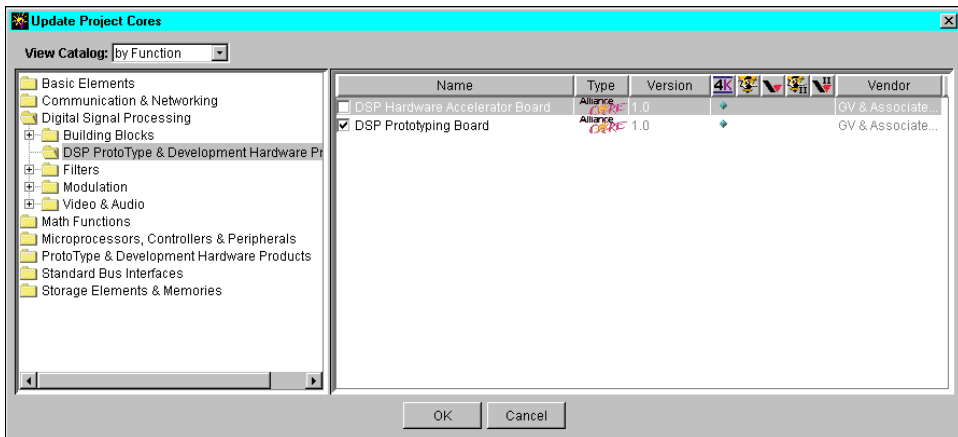 Update Project Cores
View Catalog: by Function
Basic Elements
Communication & Networking
Digital Signal Processing
Building Blocks
DSP ProtoType & Development Hardware Pr
Filters
Modulation
Video & Audio
Math Functions
Microprocessors, Controllers & Peripherals
ProtoType & Development Hardware Products
Standard Bus Interfaces
Storage Elements & Memories
Name Type Version 4K II II Vendor
DSP Hardware Accelerator Board Alliance CORE 1.0 GV & Associate...
DSP Prototyping Board Alliance CORE 1.0 GV & Associate...
OK Cancel